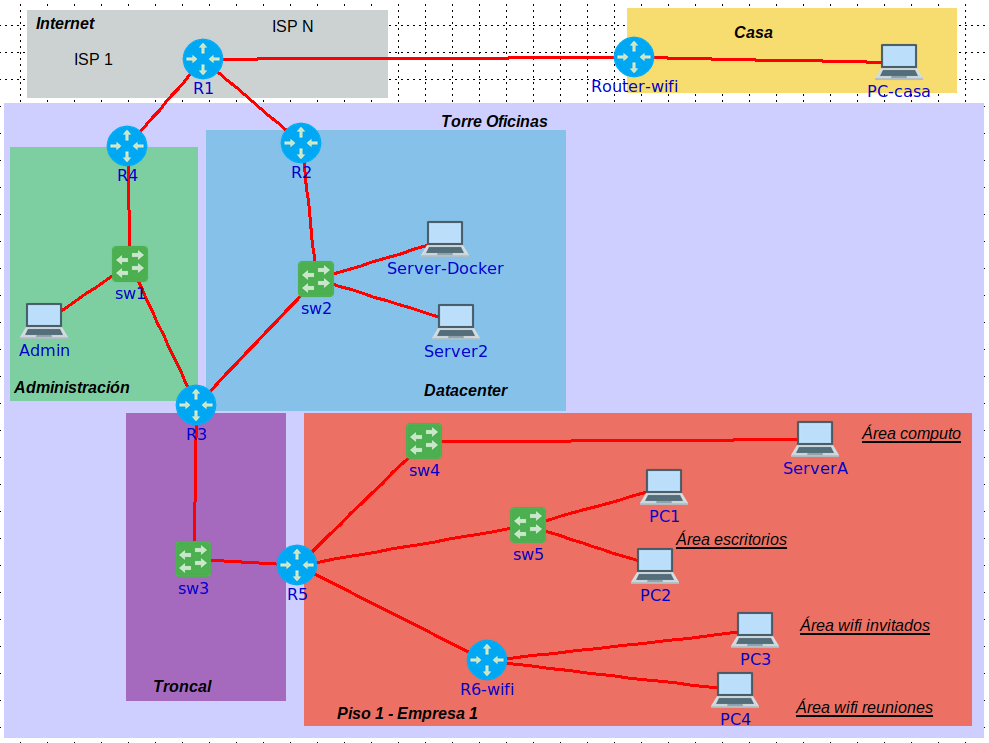 Internet
ISP N
ISP 1
R1
Casa
Router-wifi
PC-casa
Torre Oficinas
R4
R2
Server-Docker
sw1
sw2
Admin
Server2
Administración
Datacenter
R3
Área computo
sw4
ServerA
PC1
Área escritorios
sw5
sw3
R5
PC2
Área wifi invitados
PC3
R6-wifi
Troncal
Área wifi reuniones
Piso 1 - Empresa 1
PC4